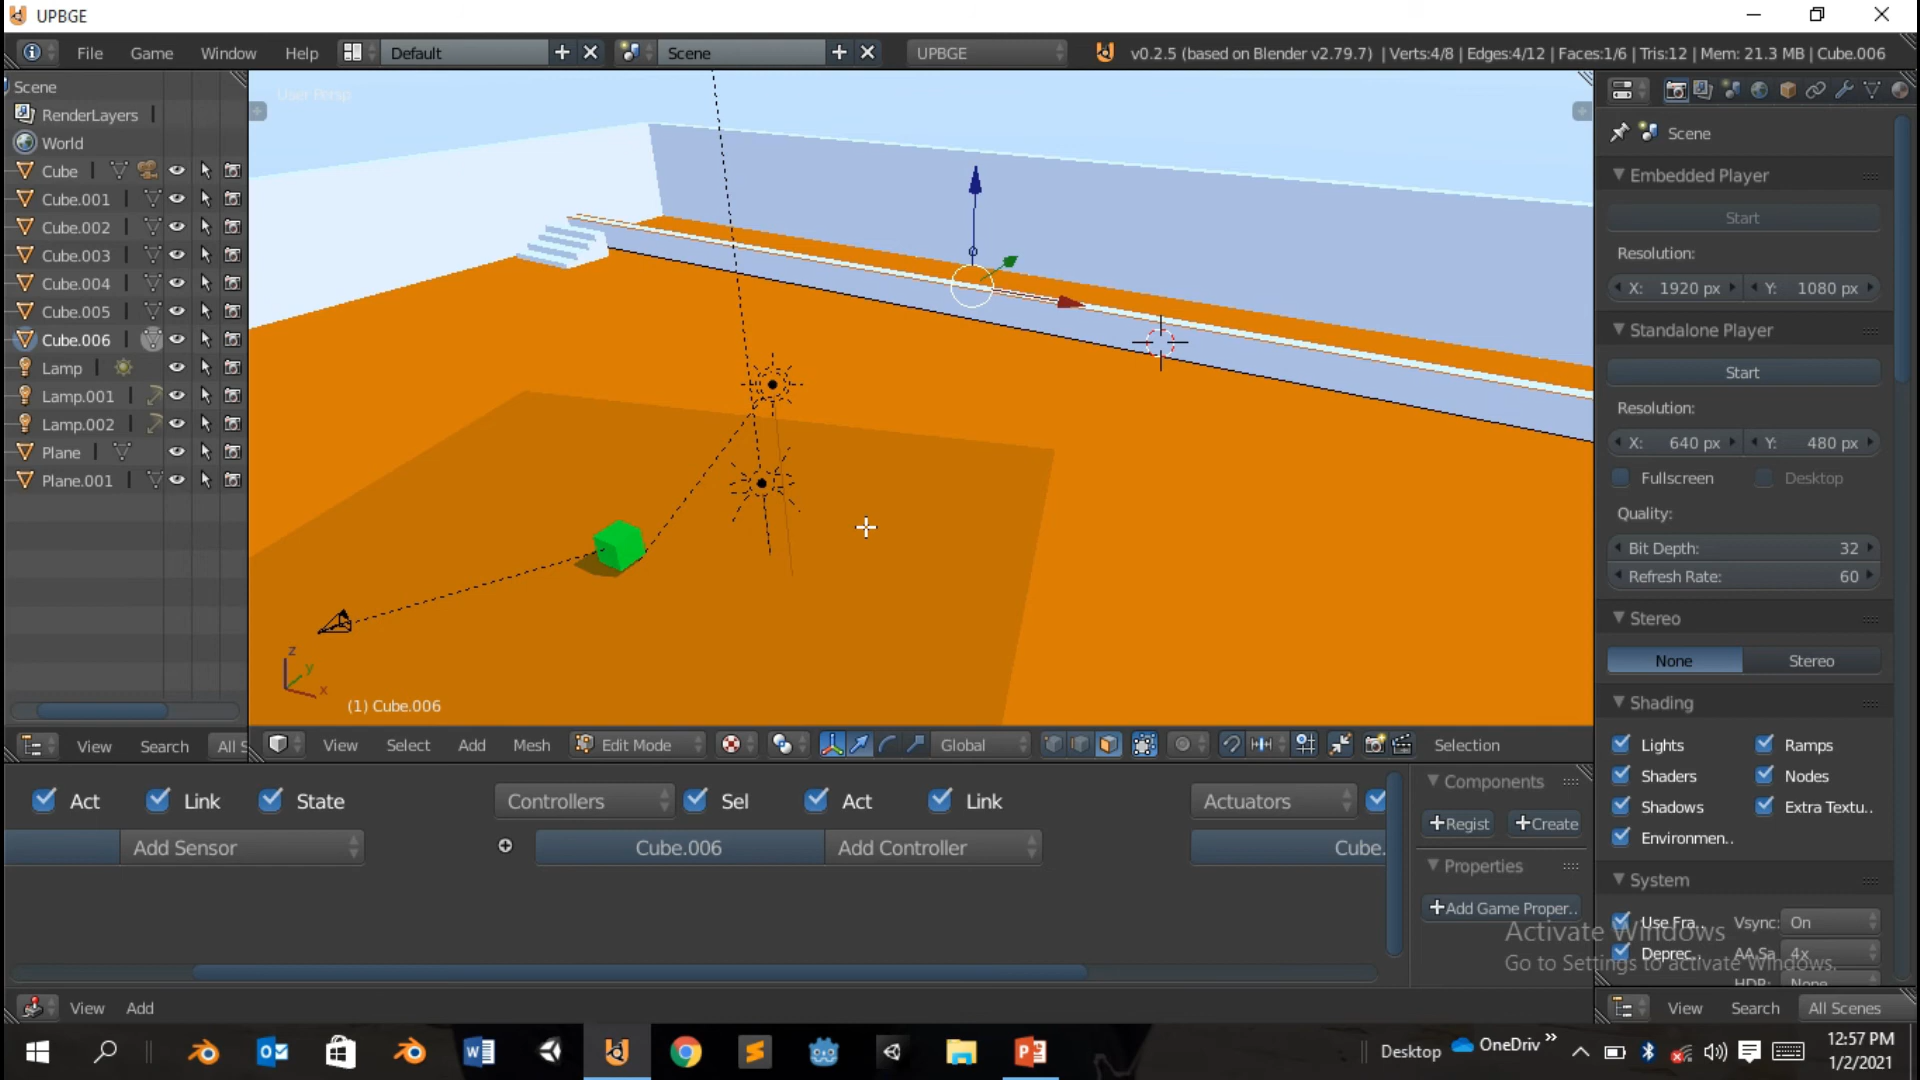 UPBGE
File Game Window Help Default Scene UPBGE v0.2.5 (based on Blender v2.79.7) | Verts:4/8 | Edges:4/12 | Faces:1/6 | Tris:12 | Mem: 21.3 MB | Cube.006
Scene
RenderLayers
World
Cube
Cube.001
Cube.002
Cube.003
Cube.004
Cube.005
Cube.006
Lamp
Lamp.001
Lamp.002
Plane
Plane.001
View Search All S
User Persp
z
y
x
(1) Cube.006
View Select Add Mesh Edit Mode Global Selection
Act Link State Controllers Sel Act Link Actuators
Add Sensor Cube.006 Add Controller Cube.
Components
Regist Create
Properties
Add Game Proper..
View Add
Scene
Embedded Player
Start
Resolution:
X: 1920 px Y: 1080 px
Standalone Player
Start
Resolution:
X: 640 px Y: 480 px
Fullscreen Desktop
Quality:
Bit Depth: 32
Refresh Rate: 60
Stereo
None Stereo
Shading
Lights Ramps
Shaders Nodes
Shadows Extra Textu..
Environmen..
System
Use Fra.. Vsync: On
Deprec.. AA Sa 4x
HDR: None
Activate Windows
Go to Settings to activate Windows.
View Search All Scenes
Desktop OneDriv 12:57 PM
1/2/2021